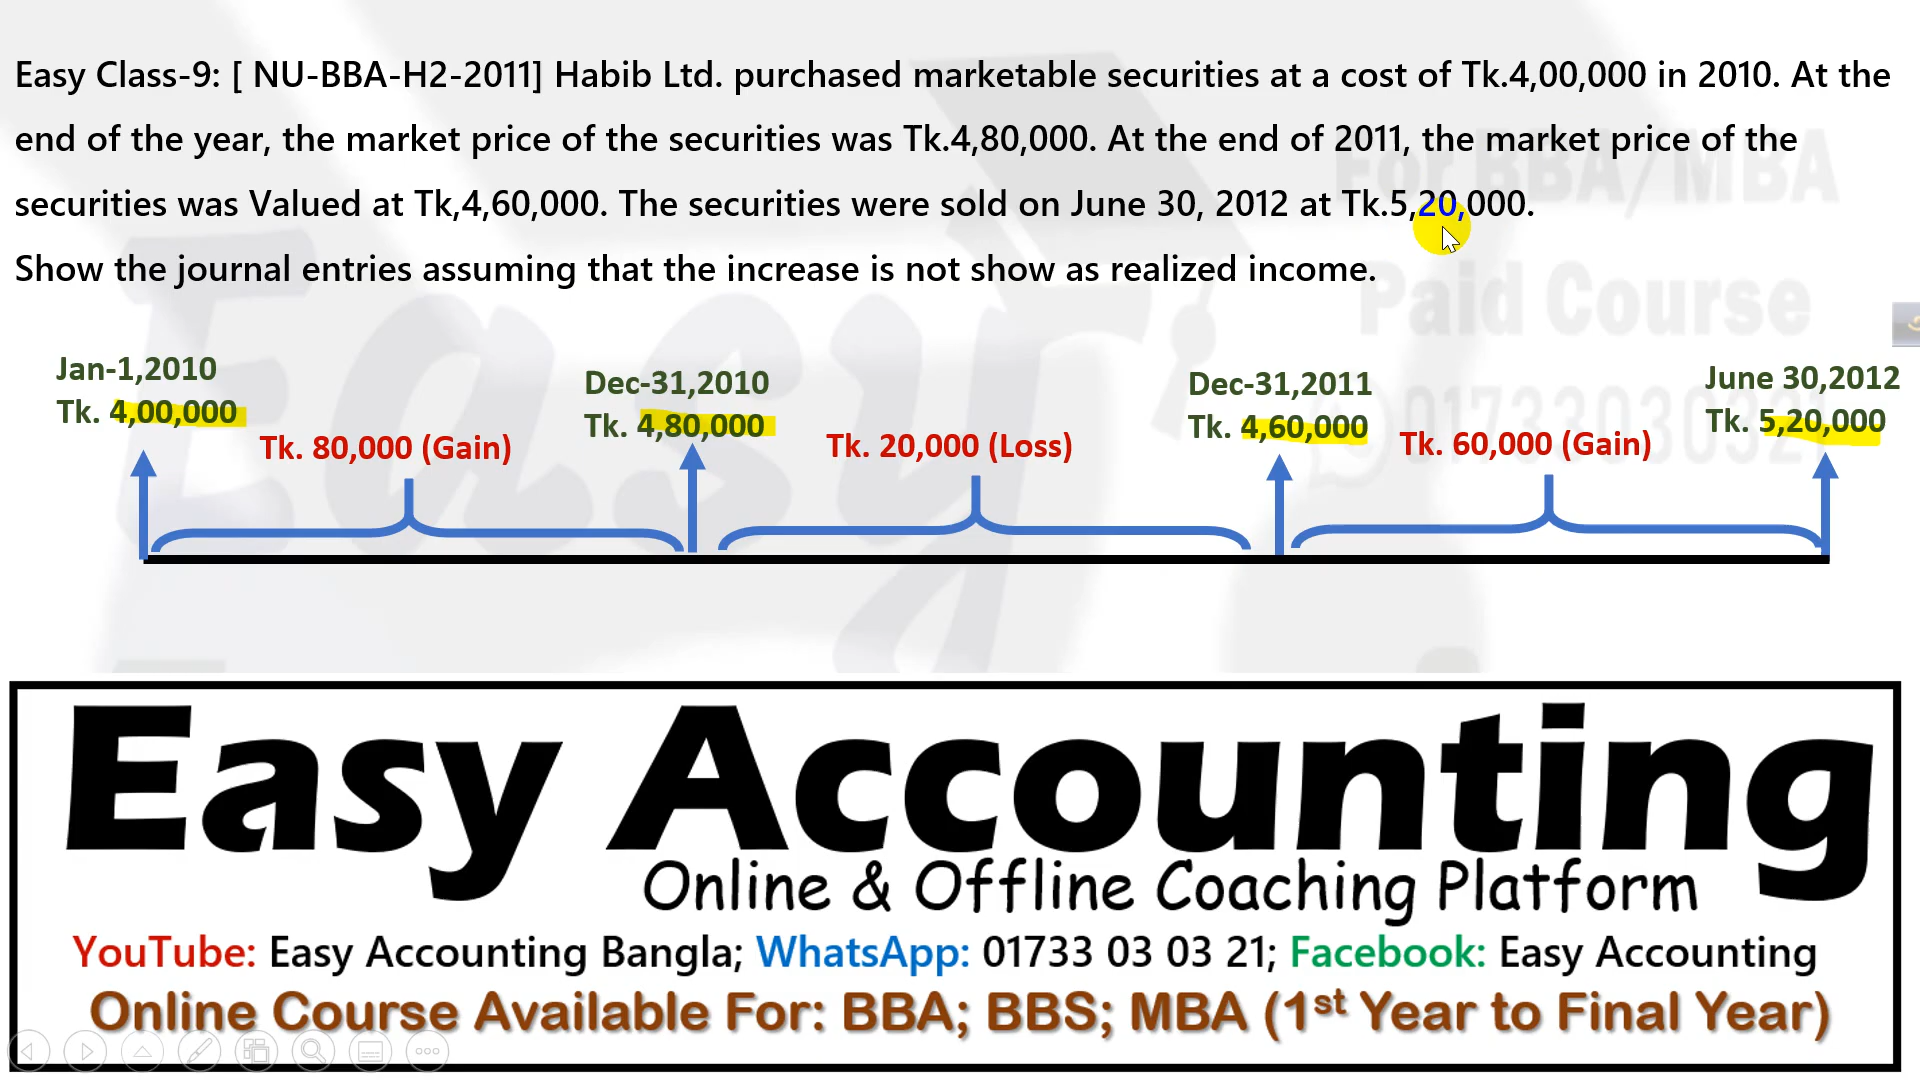 Easy Class-9: [ NU-BBA-H2-2011] Habib Ltd. purchased marketable securities at a cost of Tk.4,00,000 in 2010. At the
end of the year, the market price of the securities was Tk.4,80,000. At the end of 2011, the market price of the
securities was Valued at Tk,4,60,000. The securities were sold on June 30, 2012 at Tk.5,20,000.
Show the journal entries assuming that the increase is not show as realized income.
For BBA/MBA
Paid Course
Easy
Jan-1,2010
Tk. 4,00,000
Tk. 80,000 (Gain)
Dec-31,2010
Tk. 4,80,000
Tk. 20,000 (Loss)
Dec-31,2011
Tk. 4,60,000
Tk. 60,000 (Gain)
June 30,2012
Tk. 5,20,000
Easy Accounting
Online & Offline Coaching Platform
YouTube: Easy Accounting Bangla; WhatsApp: 01733 03 03 21; Facebook: Easy Accounting
Online Course Available For: BBA; BBS; MBA (1st Year to Final Year)